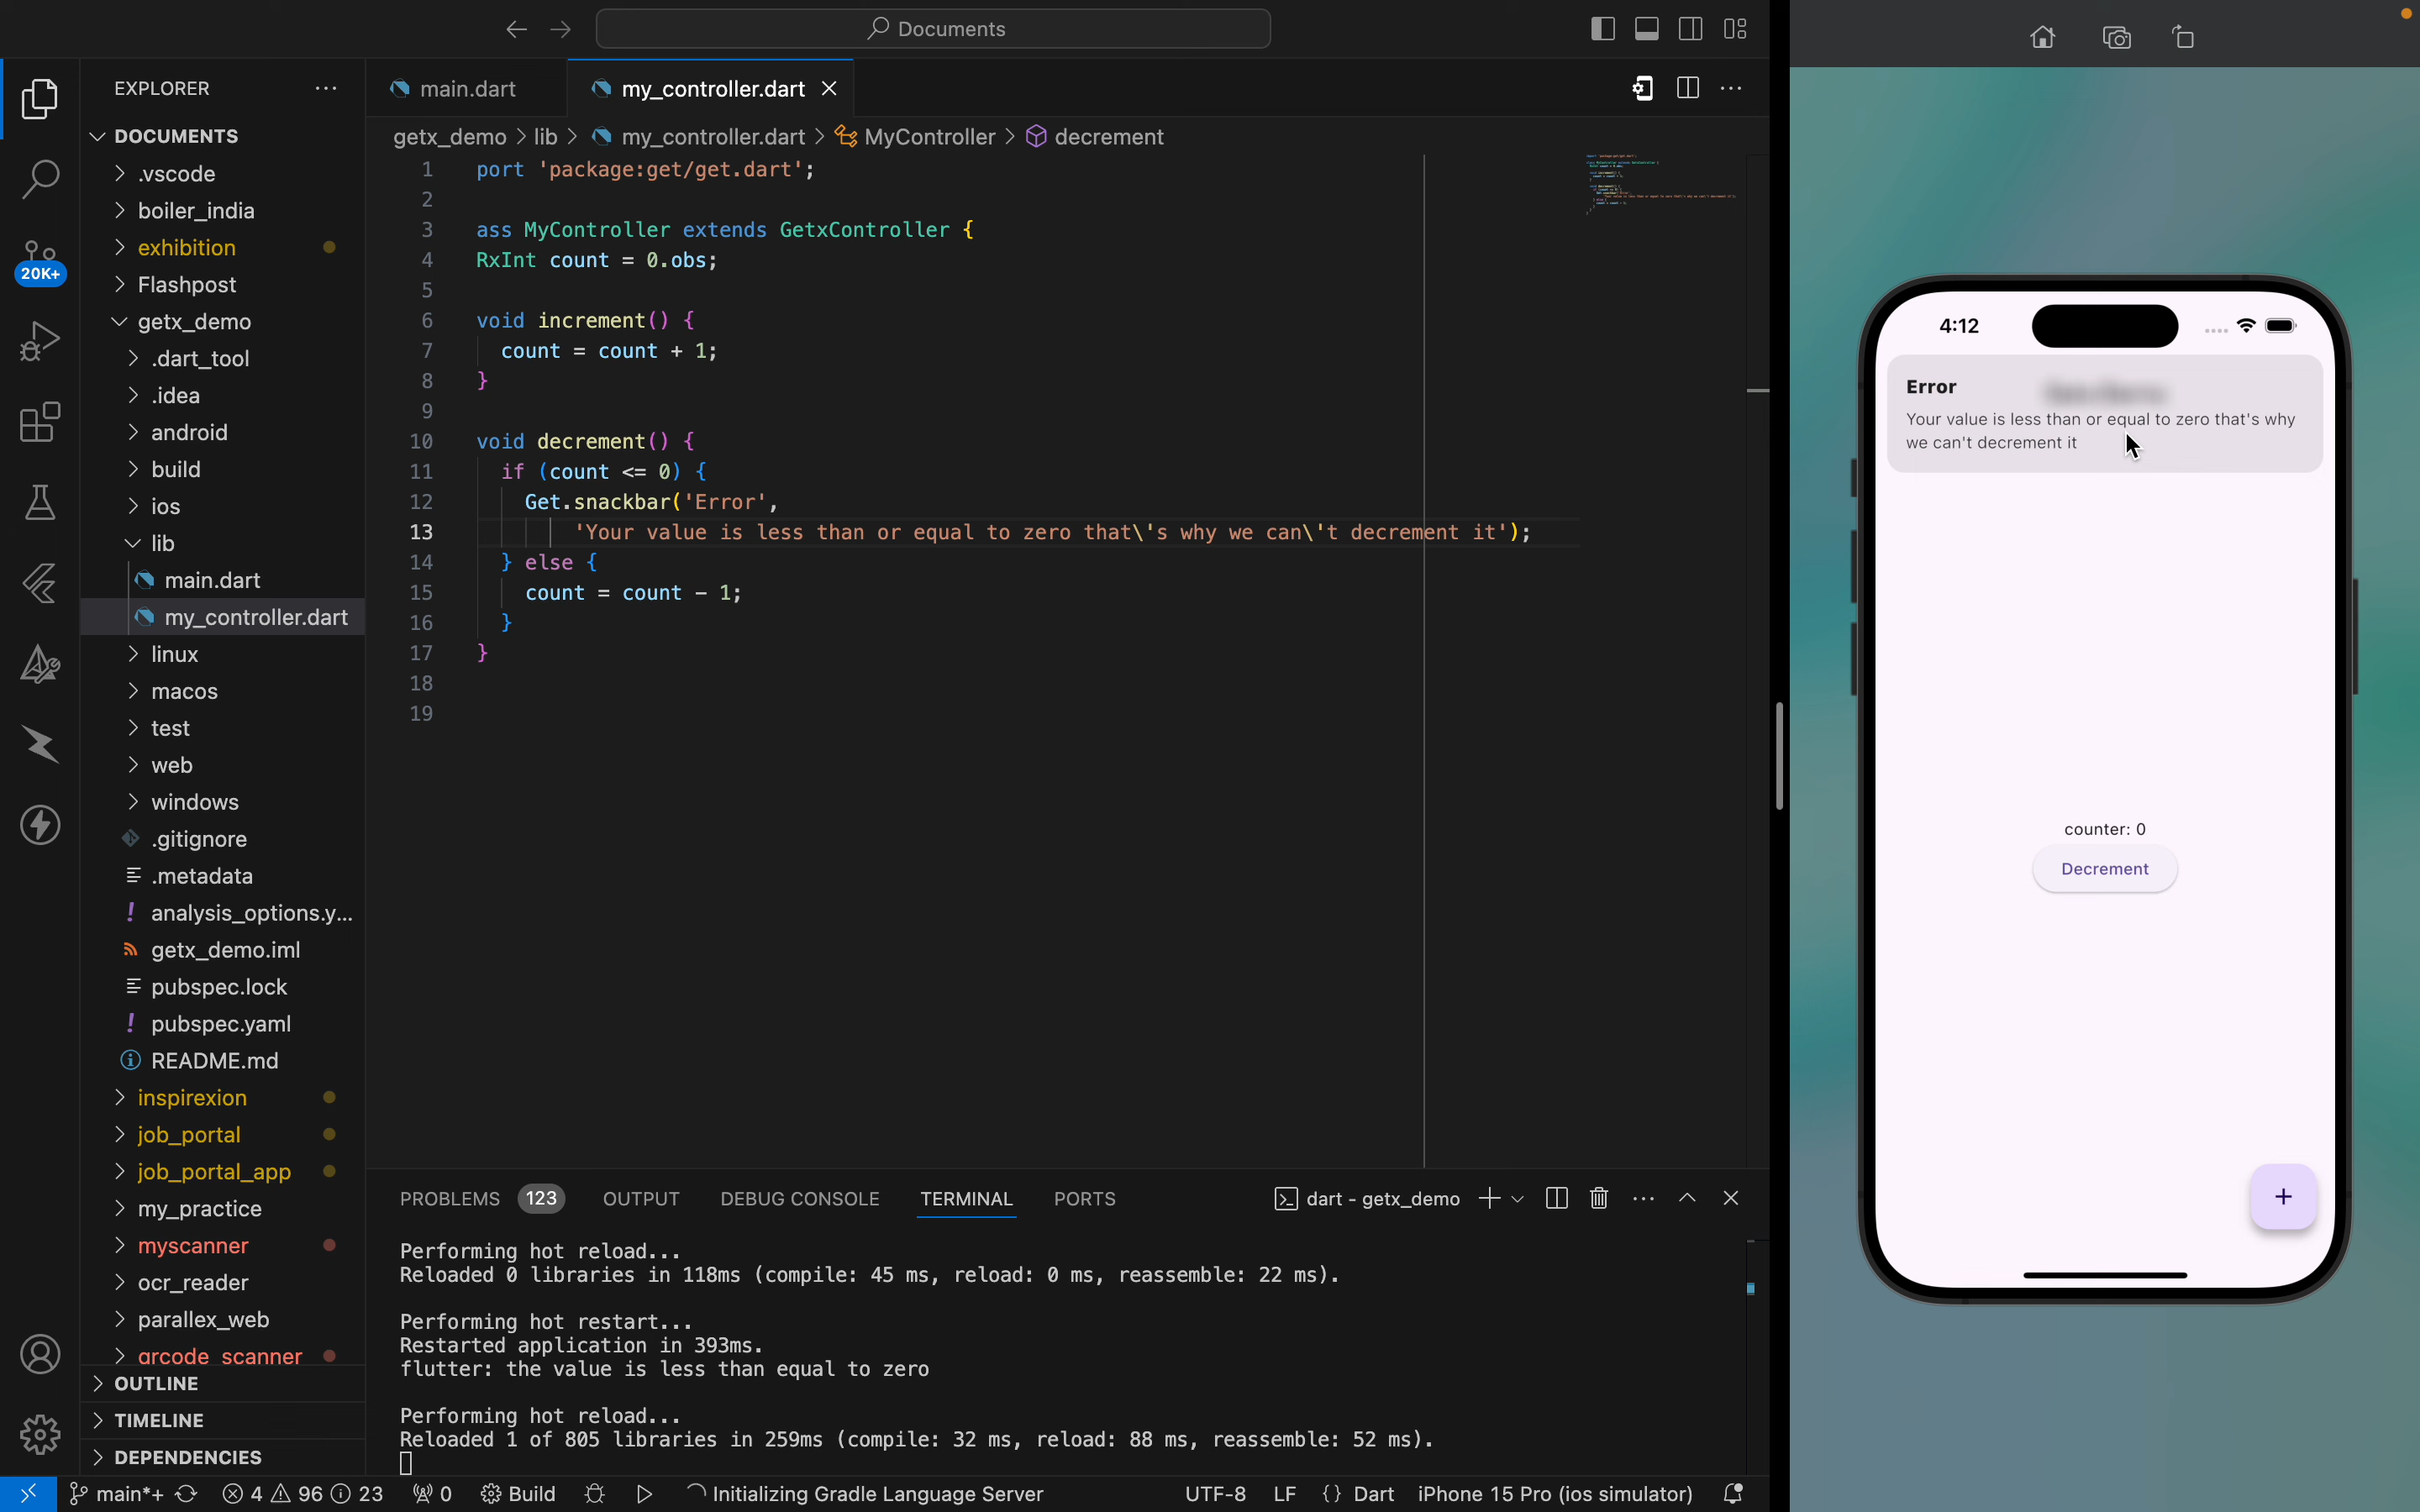 Documents
EXPLORER
DOCUMENTS
.vscode
boiler_india
exhibition
Flashpost
getx_demo
.dart_tool
.idea
android
build
ios
lib
main.dart
my_controller.dart
linux
macos
test
web
windows
.gitignore
.metadata
analysis_options.y...
getx_demo.iml
pubspec.lock
pubspec.yaml
README.md
inspirexion
job_portal
job_portal_app
my_practice
myscanner
ocr_reader
parallex_web
qrcode_scanner
OUTLINE
TIMELINE
DEPENDENCIES
20K+
main.dart
my_controller.dart
getx_demo > lib > my_controller.dart > MyController > decrement
1 port 'package:get/get.dart';
2
3 ass MyController extends GetxController {
4 RxInt count = 0.obs;
5
6 void increment() {
7 count = count + 1;
8 }
9
10 void decrement() {
11 if (count <= 0) {
12 Get.snackbar('Error',
13 'Your value is less than or equal to zero that\'s why we can\'t decrement it');
14 } else {
15 count = count - 1;
16 }
17 }
18
19
PROBLEMS 123 OUTPUT DEBUG CONSOLE TERMINAL PORTS dart - getx_demo
Performing hot reload...
Reloaded 0 libraries in 118ms (compile: 45 ms, reload: 0 ms, reassemble: 22 ms).
Performing hot restart...
Restarted application in 393ms.
flutter: the value is less than equal to zero
Performing hot reload...
Reloaded 1 of 805 libraries in 259ms (compile: 32 ms, reload: 88 ms, reassemble: 52 ms).
main*+ 4 96 23 0 Build Initializing Gradle Language Server UTF-8 LF {} Dart iPhone 15 Pro (ios simulator)
4:12
Error
Your value is less than or equal to zero that's why
we can't decrement it
counter: 0
Decrement
+